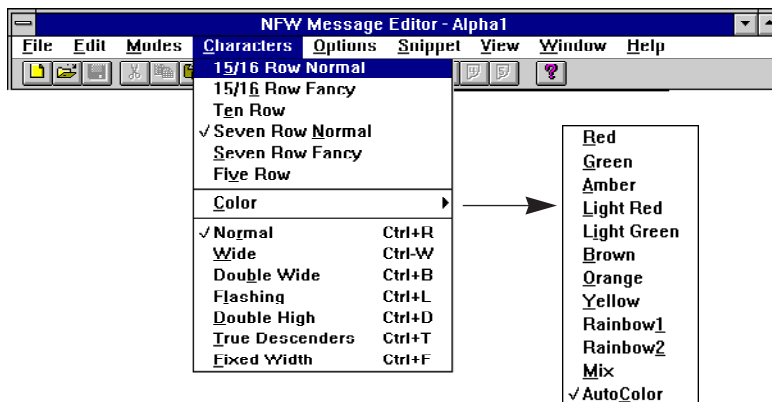 NFW Message Editor - Alpha1
File Edit Modes Characters Options Snippet View Window Help
15/16 Row Normal
15/16 Row Fancy
Ten Row
✓ Seven Row Normal
Seven Row Fancy
Five Row
Color
✓ Normal Ctrl+R
Wide Ctrl-W
Double Wide Ctrl+B
Flashing Ctrl+L
Double High Ctrl+D
True Descenders Ctrl+T
Fixed Width Ctrl+F
Red
Green
Amber
Light Red
Light Green
Brown
Orange
Yellow
Rainbow1
Rainbow2
Mix
✓ AutoColor